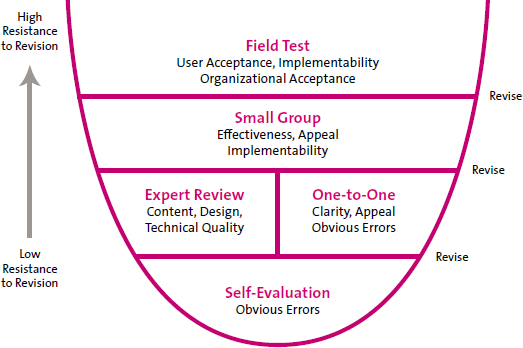 High
Resistance
to Revision
Field Test
User Acceptance, Implementability
Organizational Acceptance
Revise
Small Group
Effectiveness, Appeal
Implementability
Revise
Expert Review
Content, Design,
Technical Quality
One-to-One
Clarity, Appeal
Obvious Errors
Revise
Low
Resistance
to Revision
Self-Evaluation
Obvious Errors